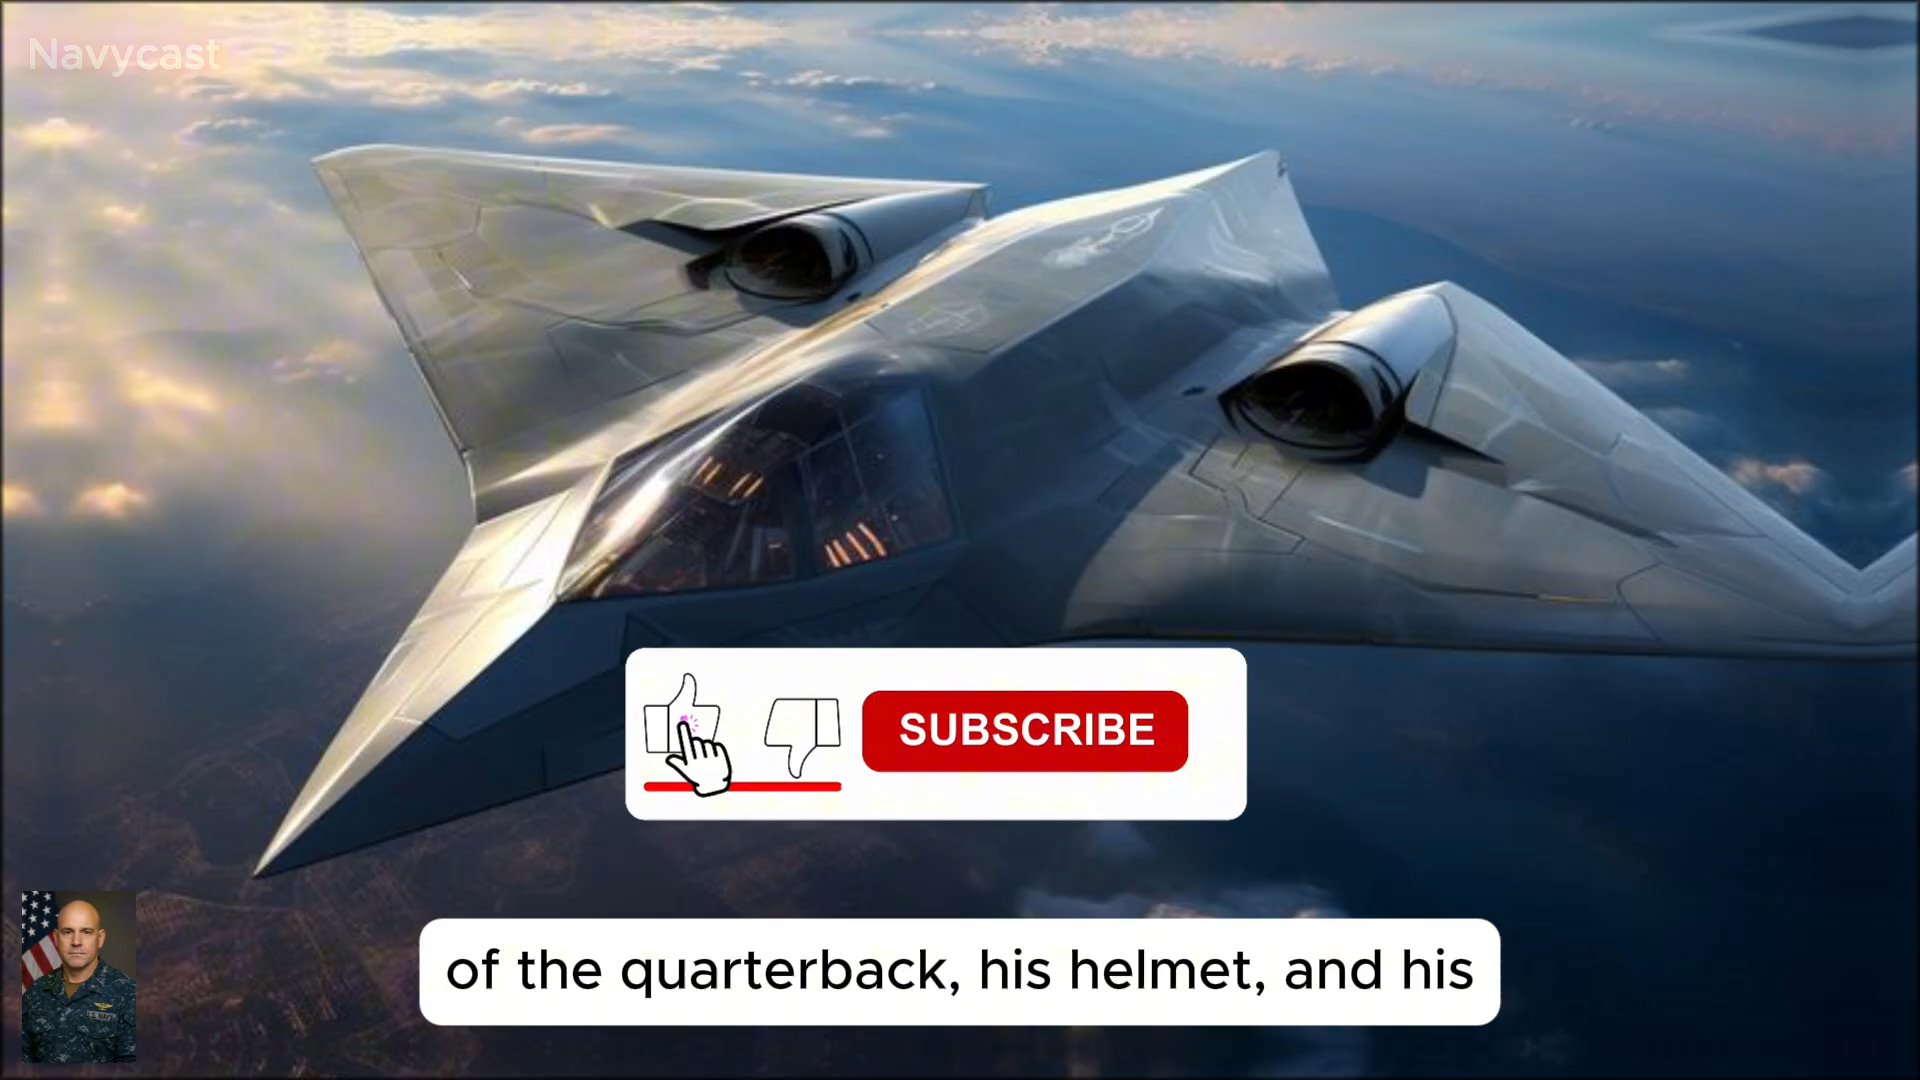 Navycast
SUBSCRIBE
of the quarterback, his helmet, and his